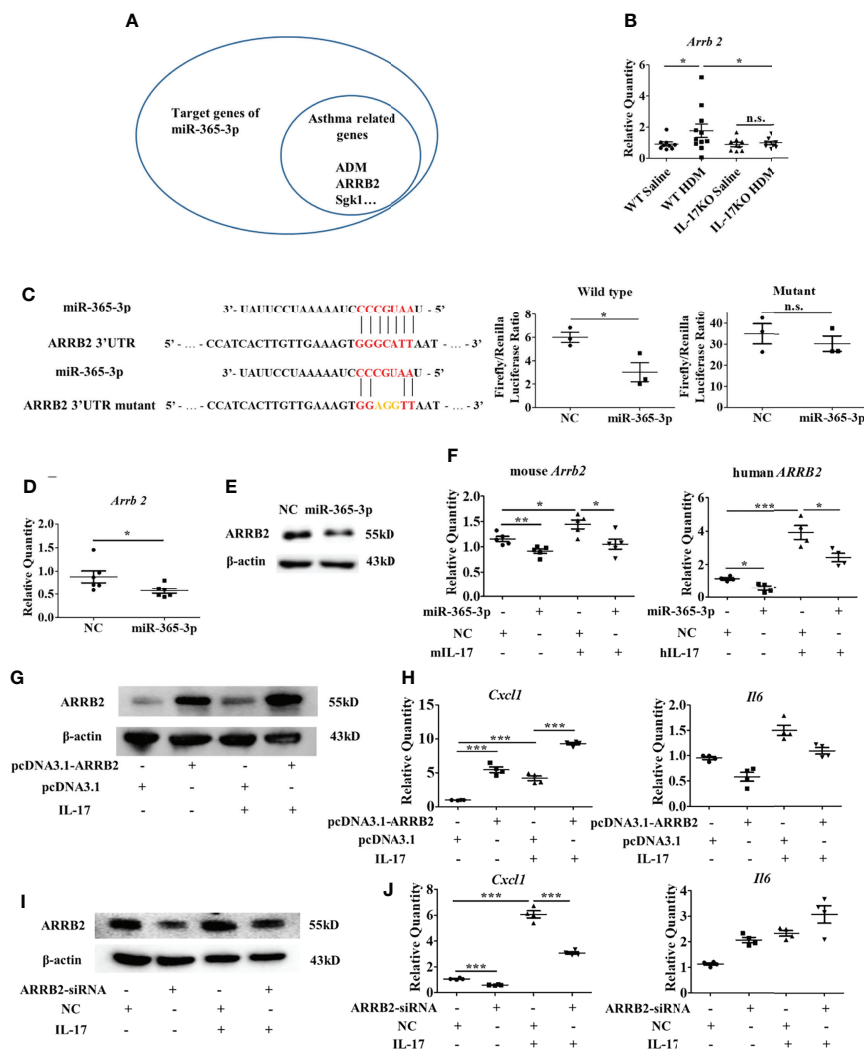 A
Target genes of
miR-365-3p
Asthma related
genes
ADM
ARRB2
Sgk1...
B
Arrb 2
Relative Quantity
6
4
2
0
*
*
n.s.
WT Saline
WT HDM
IL-17KO Saline
IL-17KO HDM
C
miR-365-3p 3'- UAUUCCUAAAAAUCCCCGUAAU - 5'
ARRB2 3'UTR 5' - ... — CCATCACTTGTTGAAAGTGGGCATTAAT — ... — 3'
miR-365-3p 3'- UAUUCCUAAAAAUCCCCGUAAU - 5'
ARRB2 3'UTR mutant 5' - ... — CCATCACTTGTTGAAAGTGGAGGTTAAT — ... — 3'
Wild type
Firefly/Renilla
Luciferase Ratio
8
6
4
2
0
*
NC
miR-365-3p
Mutant
Firefly/Renilla
Luciferase Ratio
40
30
20
10
0
n.s.
NC
miR-365-3p
D
Arrb 2
Relative Quantity
2.0
1.5
1.0
0.5
0.0
*
NC
miR-365-3p
E
NC miR-365-3p
ARRB2 55kD
β-actin 43kD
F
mouse Arrb2
Relative Quantity
2.0
1.5
1.0
0.5
0.0
*
**
*
miR-365-3p - + - +
NC + - + -
mIL-17 - - + +
human ARRB2
Relative Quantity
6
4
2
0
***
*
*
miR-365-3p - + - +
NC + - + -
hIL-17 - - + +
G
ARRB2 55kD
β-actin 43kD
pcDNA3.1-ARRB2 - + - +
pcDNA3.1 + - + -
IL-17 - - + +
H
Cxcl1
Relative Quantity
15
10
5
0
***
***
***
pcDNA3.1-ARRB2 - + - +
pcDNA3.1 + - + -
IL-17 - - + +
Il6
Relative Quantity
2.0
1.5
1.0
0.5
0.0
pcDNA3.1-ARRB2 - + - +
pcDNA3.1 + - + -
IL-17 - - + +
I
ARRB2 55kD
β-actin 43kD
ARRB2-siRNA - + - +
NC + - + -
IL-17 - - + +
J
Cxcl1
Relative Quantity
8
6
4
2
0
***
***
***
ARRB2-siRNA - + - +
NC + - + -
IL-17 - - + +
Il6
Relative Quantity
4
3
2
1
0
ARRB2-siRNA - + - +
NC + - + -
IL-17 - - + +